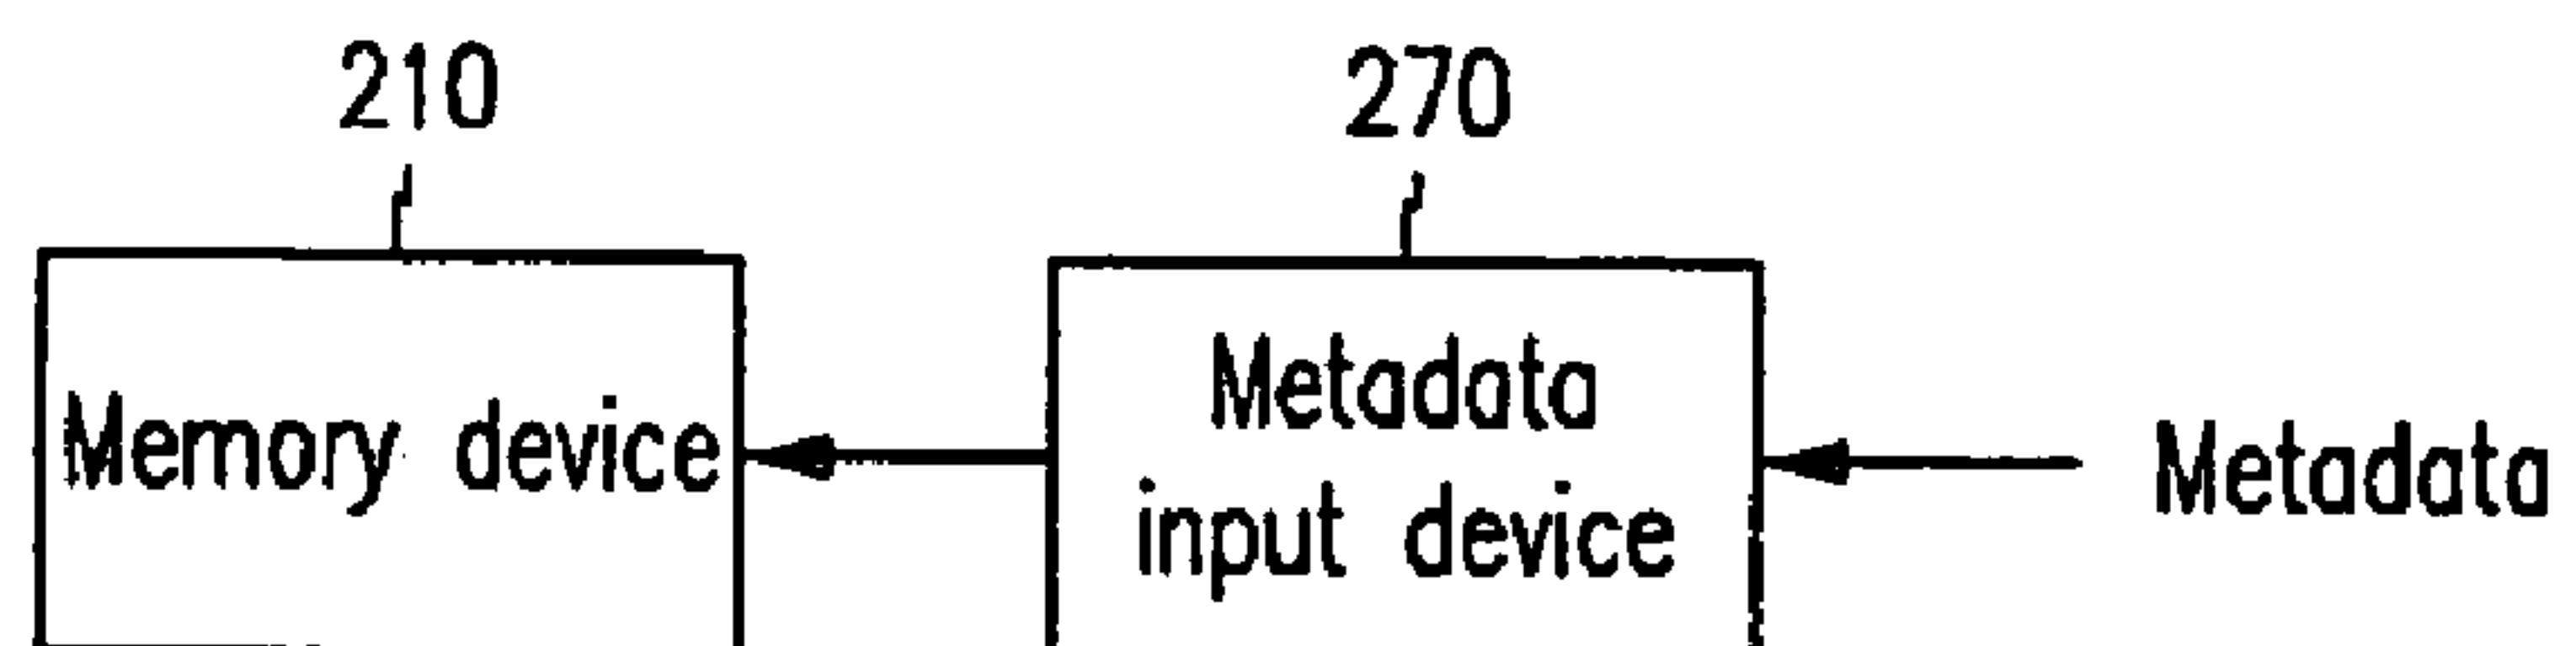 210
270
Memory device
Metadata
input device
Metadata